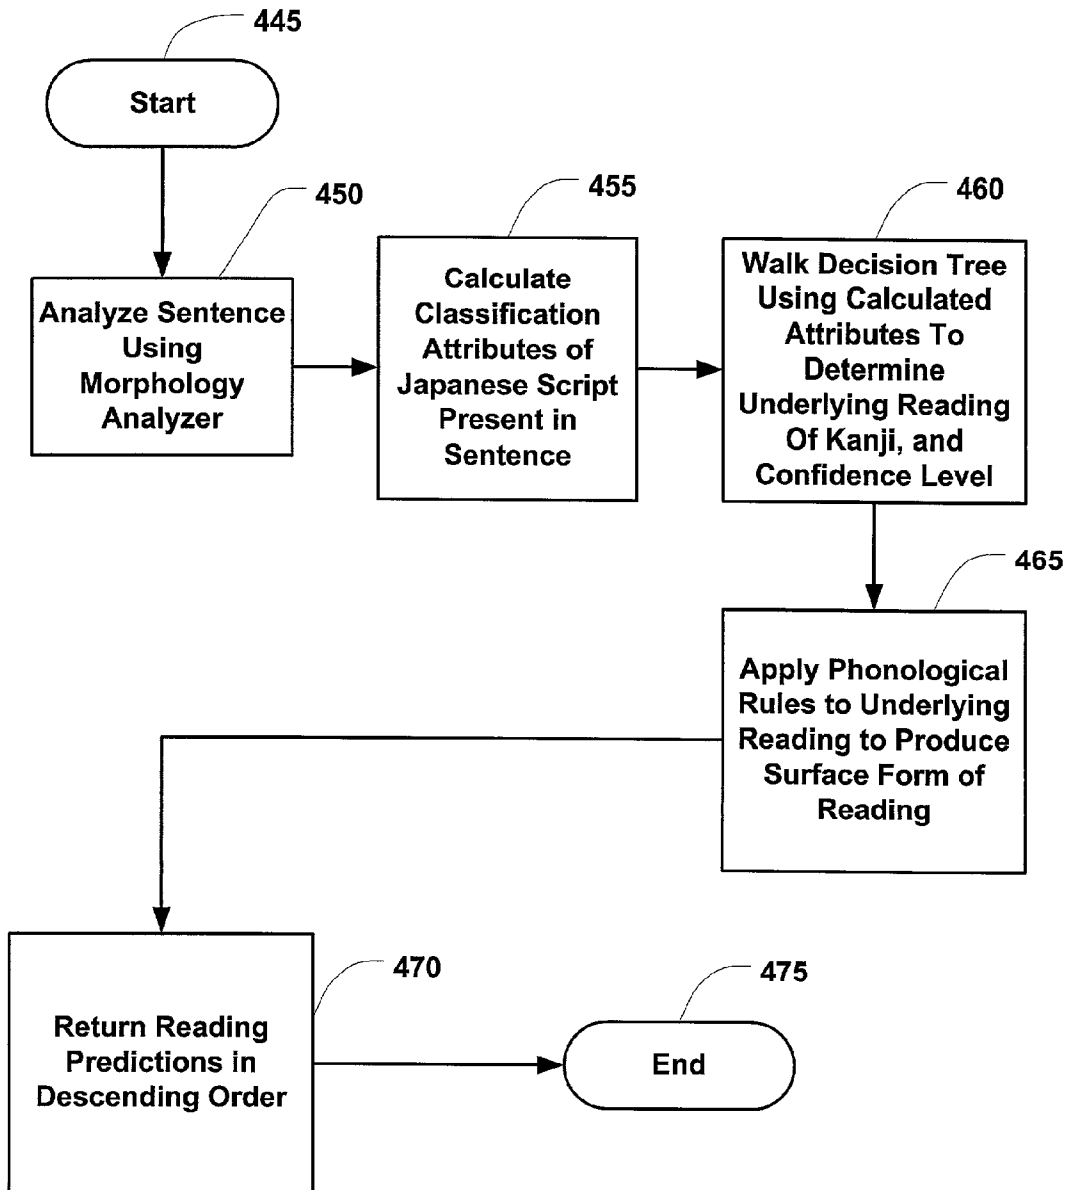 445
Start
450
Analyze Sentence
Using
Morphology
Analyzer
455
Calculate
Classification
Attributes of
Japanese Script
Present in
Sentence
460
Walk Decision Tree
Using Calculated
Attributes To
Determine
Underlying Reading
Of Kanji, and
Confidence Level
465
Apply Phonological
Rules to Underlying
Reading to Produce
Surface Form of
Reading
470
Return Reading
Predictions in
Descending Order
475
End